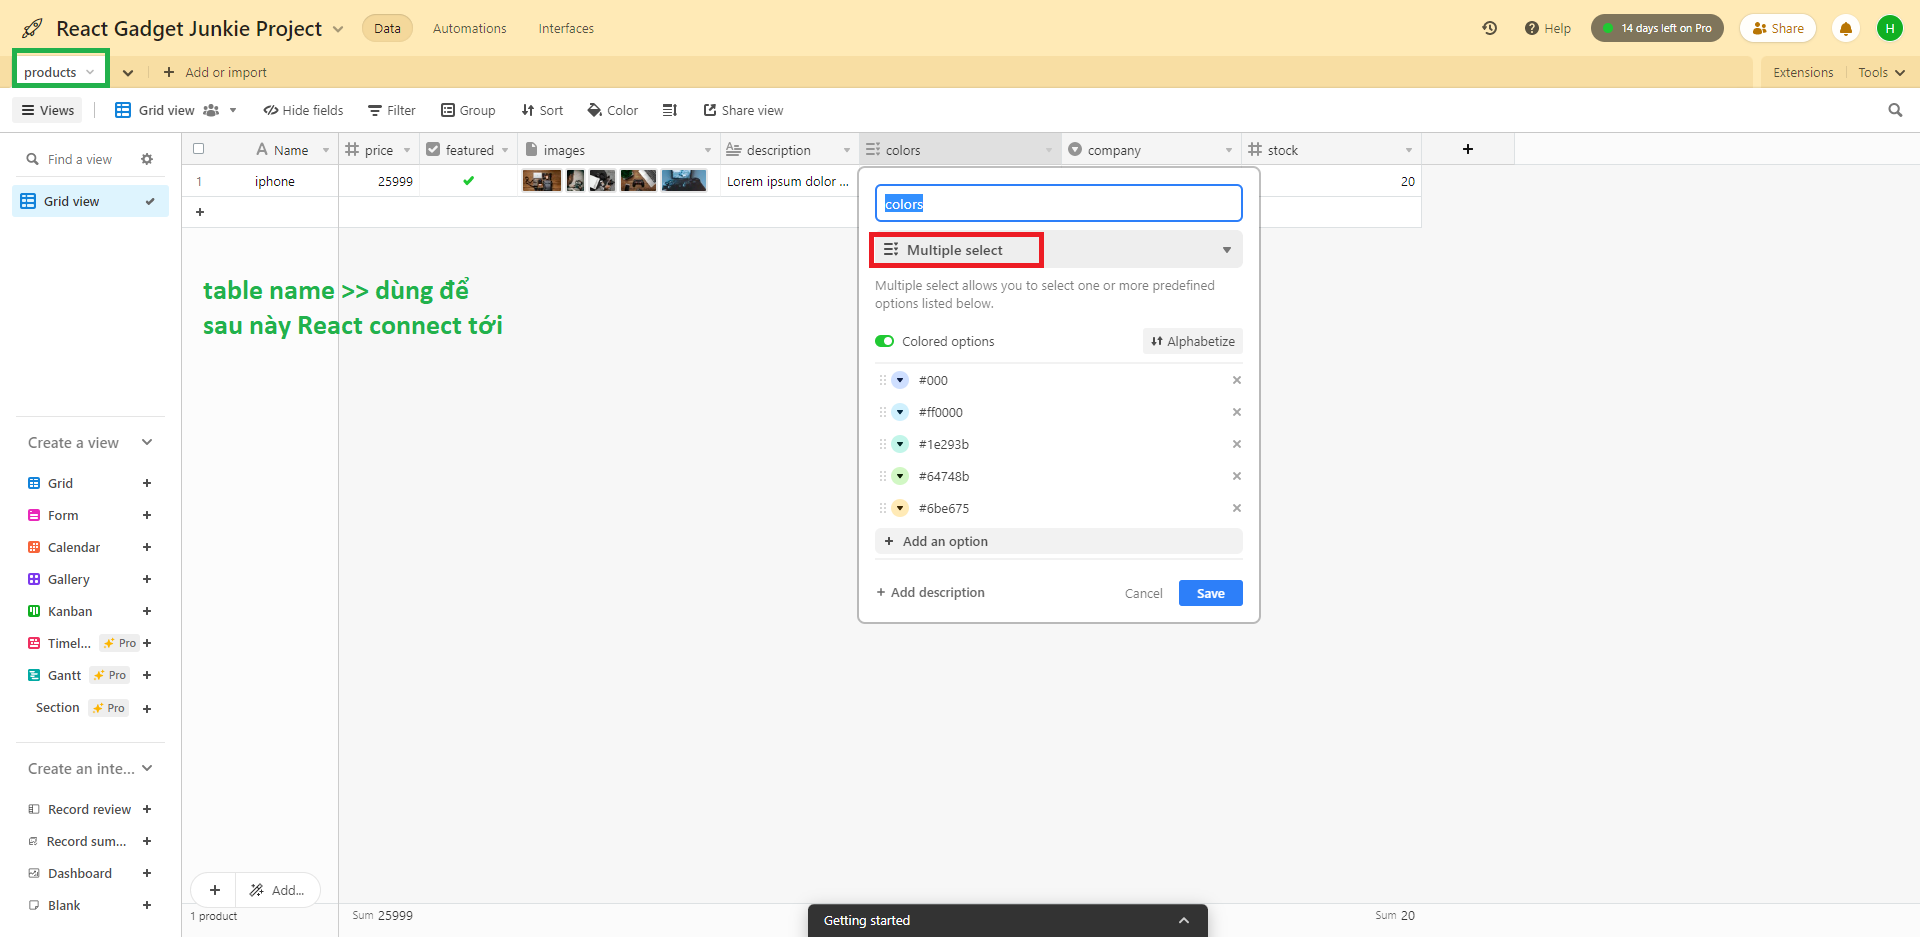 React Gadget Junkie Project
Data
Automations
Interfaces
Help
14 days left on Pro
Share
H
products
Add or import
Extensions
Tools
Views
Grid view
Hide fields
Filter
Group
Sort
Color
Share view
Find a view
Grid view
Name
price
featured
images
description
colors
company
stock
1
iphone
25999
Lorem ipsum dolor ...
20
colors
Multiple select
Multiple select allows you to select one or more predefined
options listed below.
Colored options
Alphabetize
#000
#ff0000
#1e293b
#64748b
#6be675
Add an option
Add description
Cancel
Save
table name >> dùng để
sau này React connect tới
Create a view
Grid
Form
Calendar
Gallery
Kanban
Timel... Pro
Gantt Pro
Section Pro
Create an inte...
Record review
Record sum...
Dashboard
Blank
Add...
1 product
Sum 25999
Getting started
Sum 20